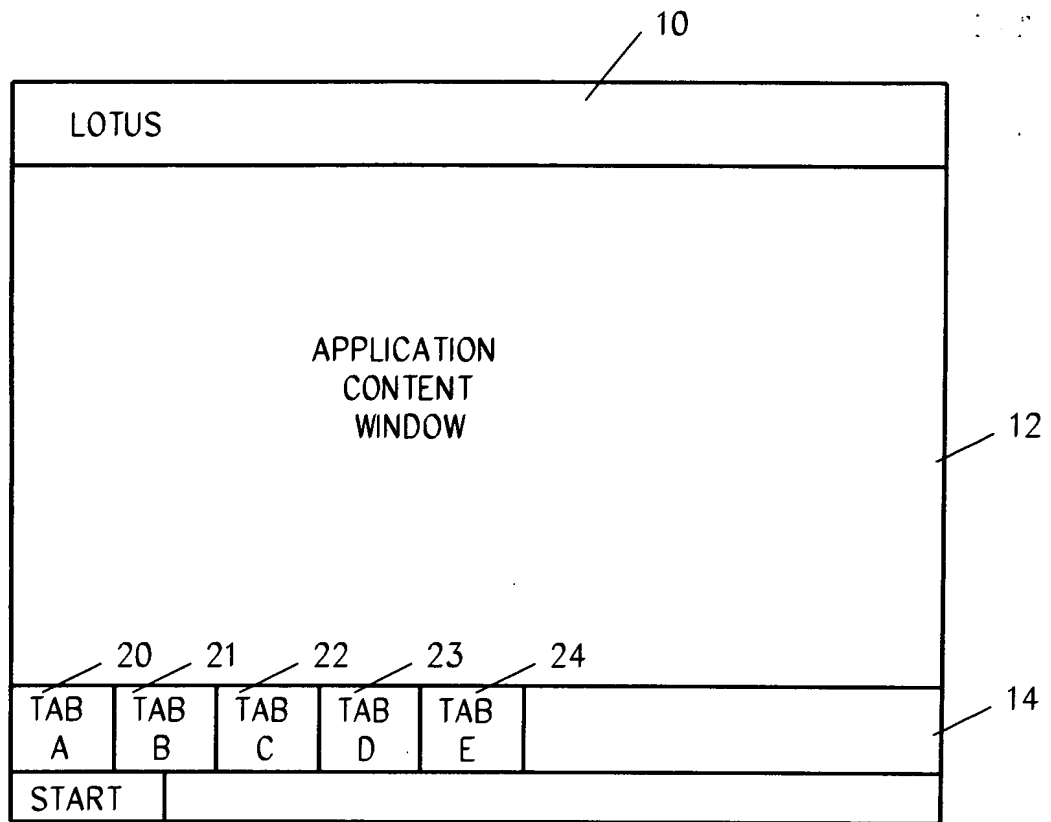 10
LOTUS
APPLICATION
CONTENT
WINDOW
12
20 21 22 23 24
TAB A TAB B TAB C TAB D TAB E
14
START